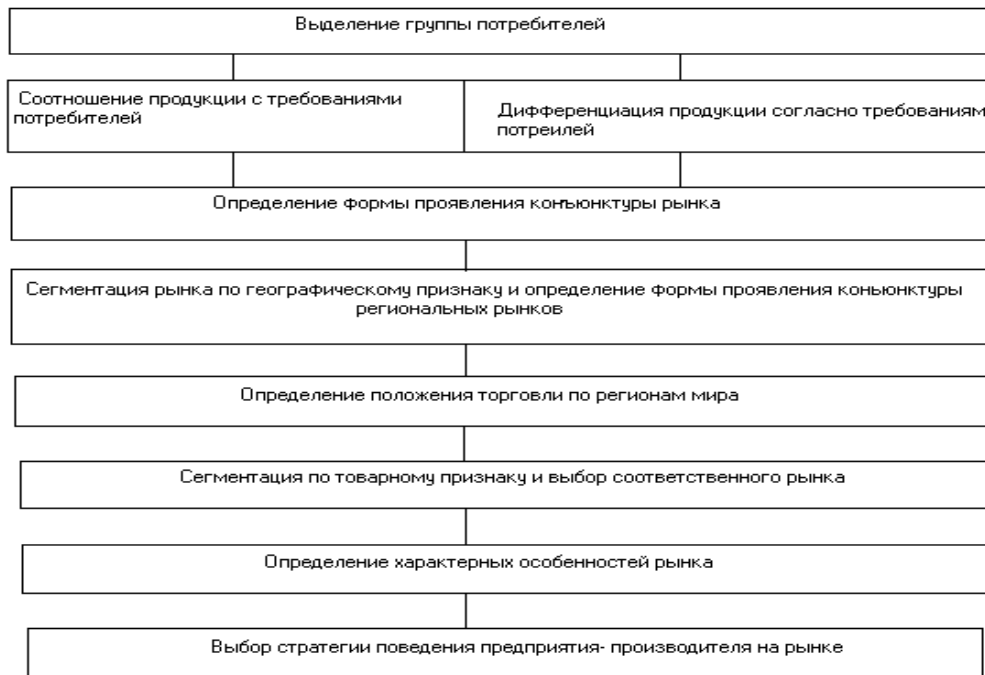 Выделение группы потребителей
Соотношение продукции с требованиями
потребителей
Дифференциация продукции согласно требованиям
потреилей
Определение формы проявления конъюнктуры рынка
Сегментация рынка по географическому признаку и определение формы проявления коньюнктуры
региональных рынков
Определение положения торговли по регионам мира
Сегментация по товарному признаку и выбор соответственного рынка
Определение характерных особенностей рынка
Выбор стратегии поведения предприятия- производителя на рынке